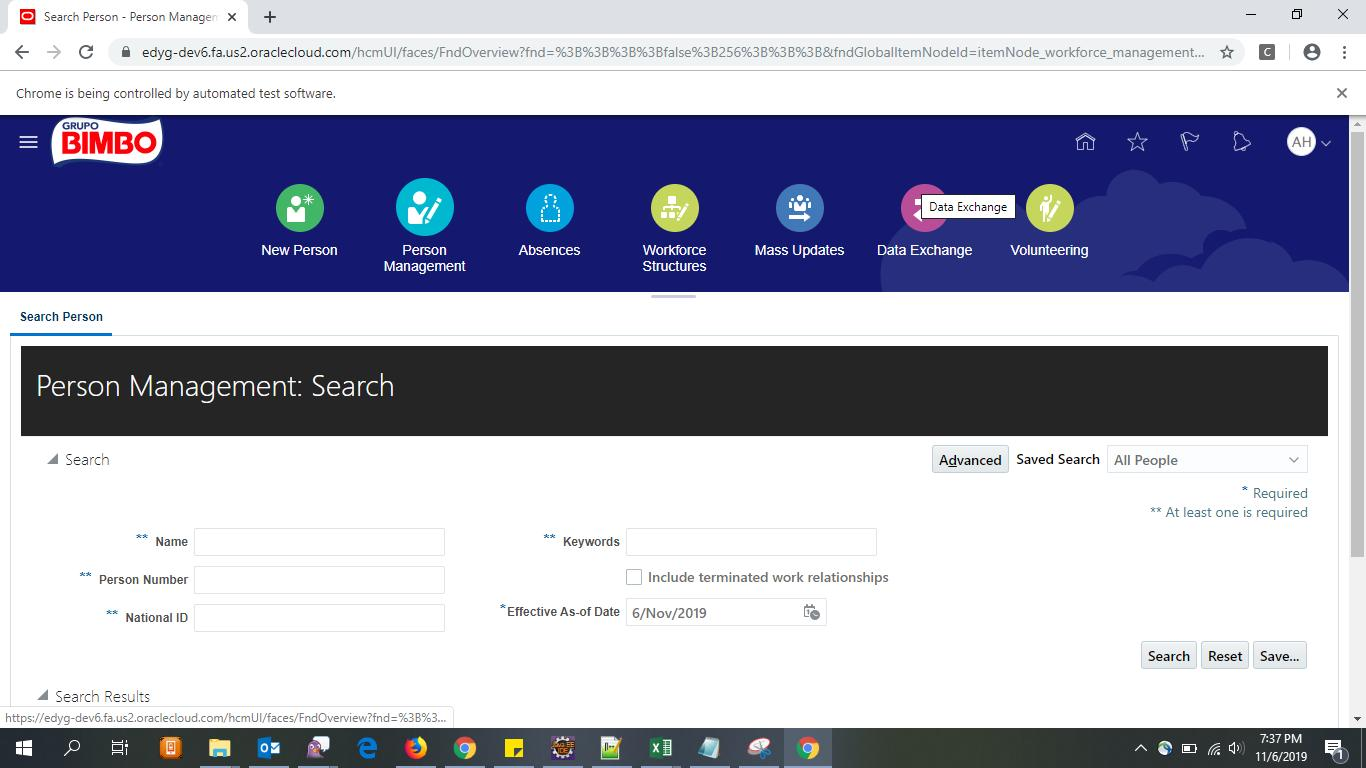 Search Person - Person Managem
edyg-dev6.fa.us2.oraclecloud.com/hcmUI/faces/FndOverview?fnd=%3B%3B%3B%3Bfalse%3B256%3B%3B%3B&fndGlobalItemNodeId=itemNode_workforce_management...
C
Chrome is being controlled by automated test software.
GRUPO
BIMBO
AH
Data Exchange
New Person
Person Management
Absences
Workforce Structures
Mass Updates
Data Exchange
Volunteering
Search Person
Person Management: Search
Search
Advanced Saved Search All People
* Required
** At least one is required
** Name
** Keywords
** Person Number
Include terminated work relationships
** National ID
*Effective As-of Date 6/Nov/2019
Search Reset Save...
Search Results
https://edyg-dev6.fa.us2.oraclecloud.com/hcmUI/faces/FndOverview?fnd=%3B%3...
7:37 PM
11/6/2019
1